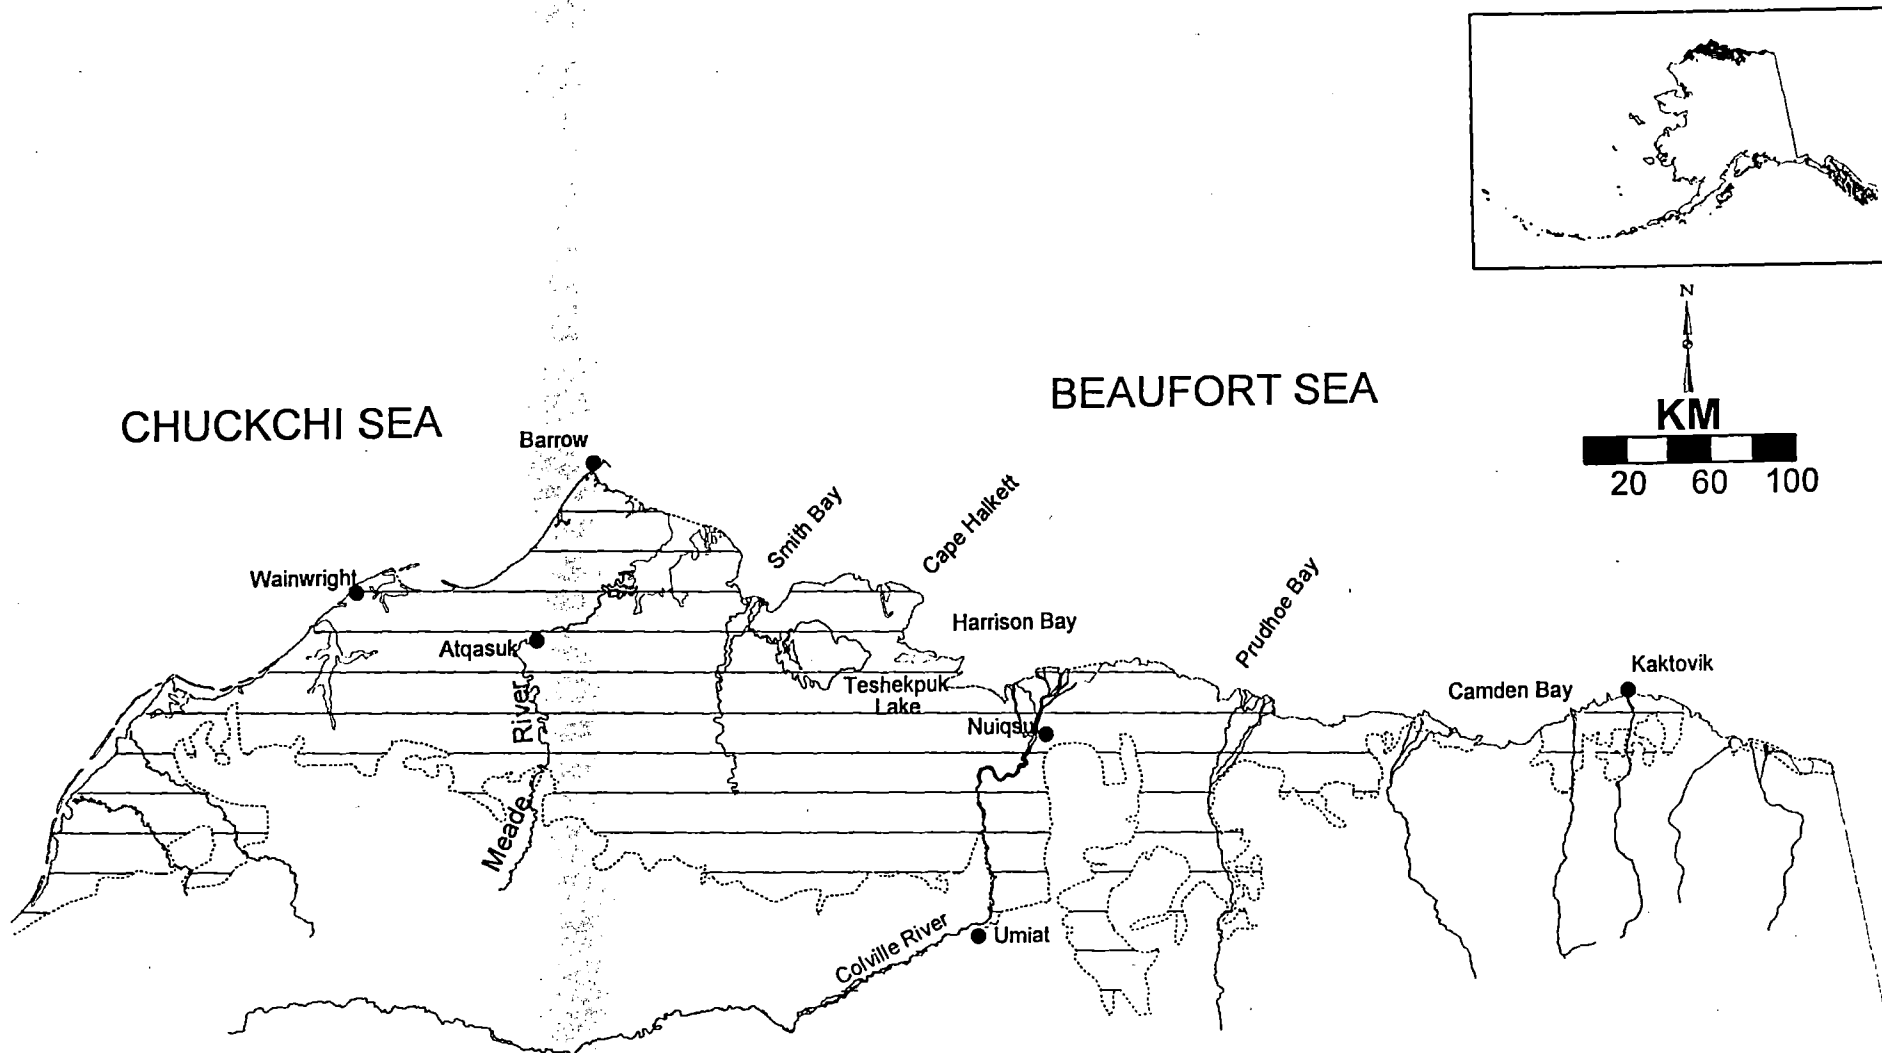 N
KM
20 60 100
BEAUFORT SEA
CHUCKCHI SEA
Barrow
Smith Bay
Cape Halkett
Wainwright
Prudhoe Bay
Harrison Bay
Atqasuk
Kaktovik
Camden Bay
Teshekpuk
Lake
Nuiqsu
Meade River
Umiat
Colville River